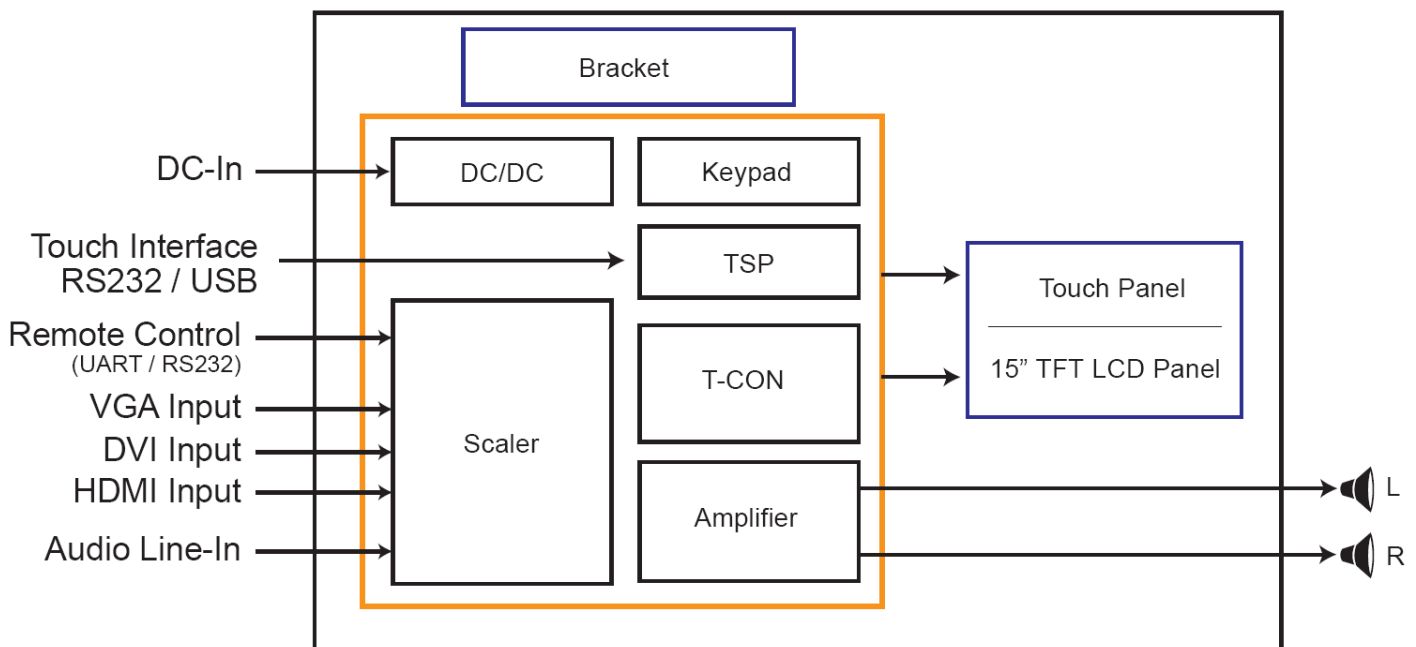 Bracket
DC-In
DC/DC
Keypad
Touch Interface
RS232 / USB
TSP
Touch Panel
15” TFT LCD Panel
Remote Control
(UART / RS232)
VGA Input
DVI Input
HDMI Input
Audio Line-In
Scaler
T-CON
Amplifier
L
R